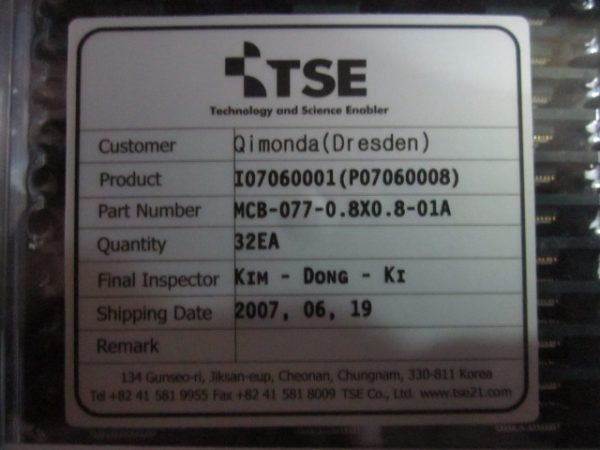 TSE
Technology and Science Enabler
Customer Qimonda(Dresden)
Product I07060001(P07060008)
Part Number MCB-077-0.8X0.8-01A
Quantity 32EA
Final Inspector KIM - DONG - KI
Shipping Date 2007, 06, 19
Remark
134 Gunseo-ri, Jiksan-eup, Cheonan, Chungnam, 330-811 Korea
Tel +82 41 581 9955 Fax +82 41 581 8009 TSE Co., Ltd. www.tse21.com